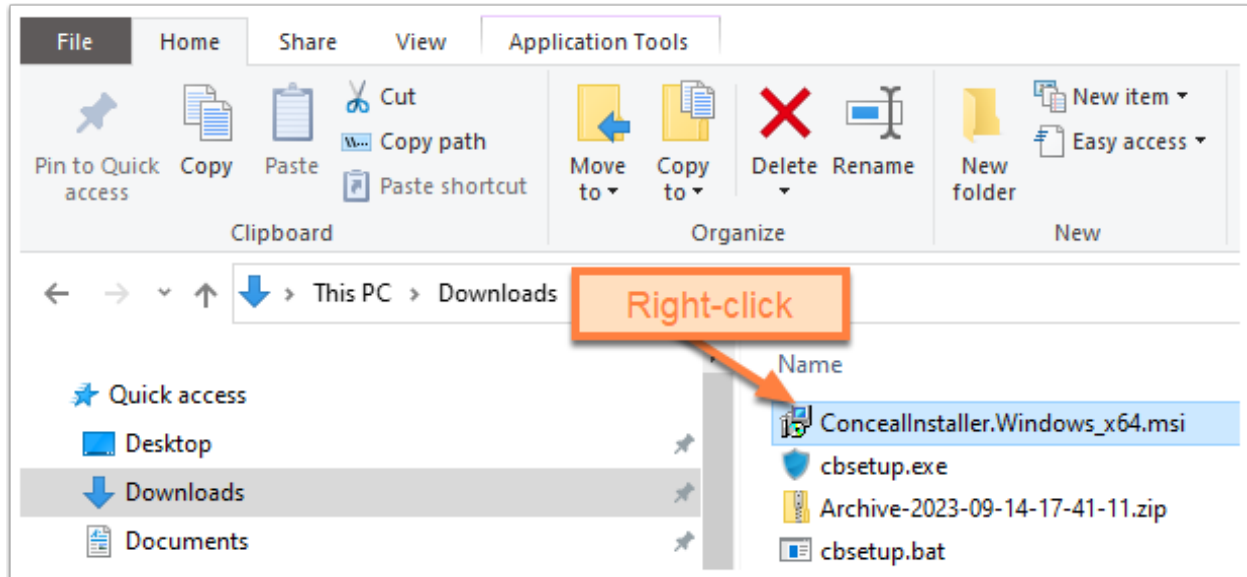 File Home Share View Application Tools
Cut
Copy path
Paste shortcut
Pin to Quick access
Copy
Paste
Move to
Copy to
Delete
Rename
New folder
New item
Easy access
Clipboard Organize New
This PC > Downloads
Right-click
Name
Quick access
Desktop
Downloads
Documents
ConcealInstaller.Windows_x64.msi
cbsetup.exe
Archive-2023-09-14-17-41-11.zip
cbsetup.bat